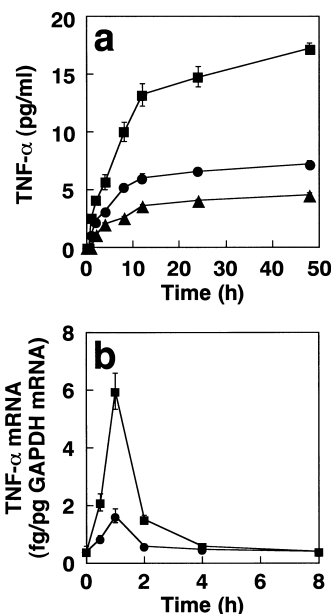 a
TNF-α (pg/ml)
20
15
10
5
0
0 10 20 30 40 50
Time (h)
b
TNF-α mRNA
(fg/pg GAPDH mRNA)
8
6
4
2
0
0 2 4 6 8
Time (h)